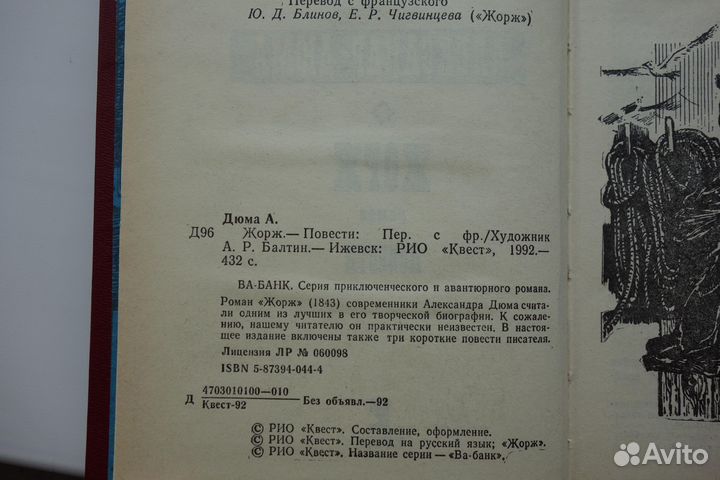 Перевод с французского
Ю. Д. Блинов, Е. Р. Чигвинцева («Жорж»)
Дюма А.
Д96 Жорж.— Повести: Пер. с фр./Художник
А. Р. Балтин.— Ижевск: РИО «Квест», 1992.—
432 с.
ВА-БАНК. Серия приключенческого и авантюрного романа.
Роман «Жорж» (1843) современники Александра Дюма счита-
ли одним из лучших в его творческой биографии. К сожа-
лению, нашему читателю он практически неизвестен. В настоя-
щее издание включены также три короткие повести писателя.
Лицензия ЛР № 060098
ISBN 5-87394-044-4
Д 4703010100—010
Квест-92
Без объявл.—92
© РИО «Квест». Составление, оформление.
© РИО «Квест». Перевод на русский язык; «Жорж».
© РИО «Квест». Название серии — «Ва-банк».
Avito